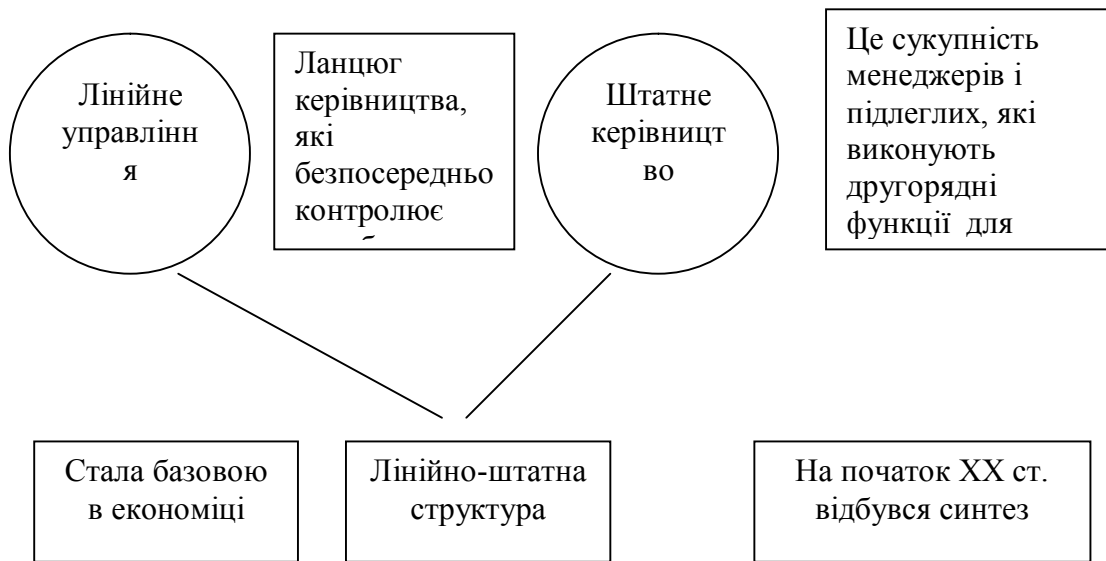 Лінійне
управлінн
я
Ланцюг
керівництва,
які
безпосередньо
контролює
Штатне
керівницт
во
Це сукупність
менеджерів і
підлеглих, які
виконують
другорядні
функції для
Стала базовою
в економіці
Лінійно-штатна
структура
На початок ХХ ст.
відбувся синтез